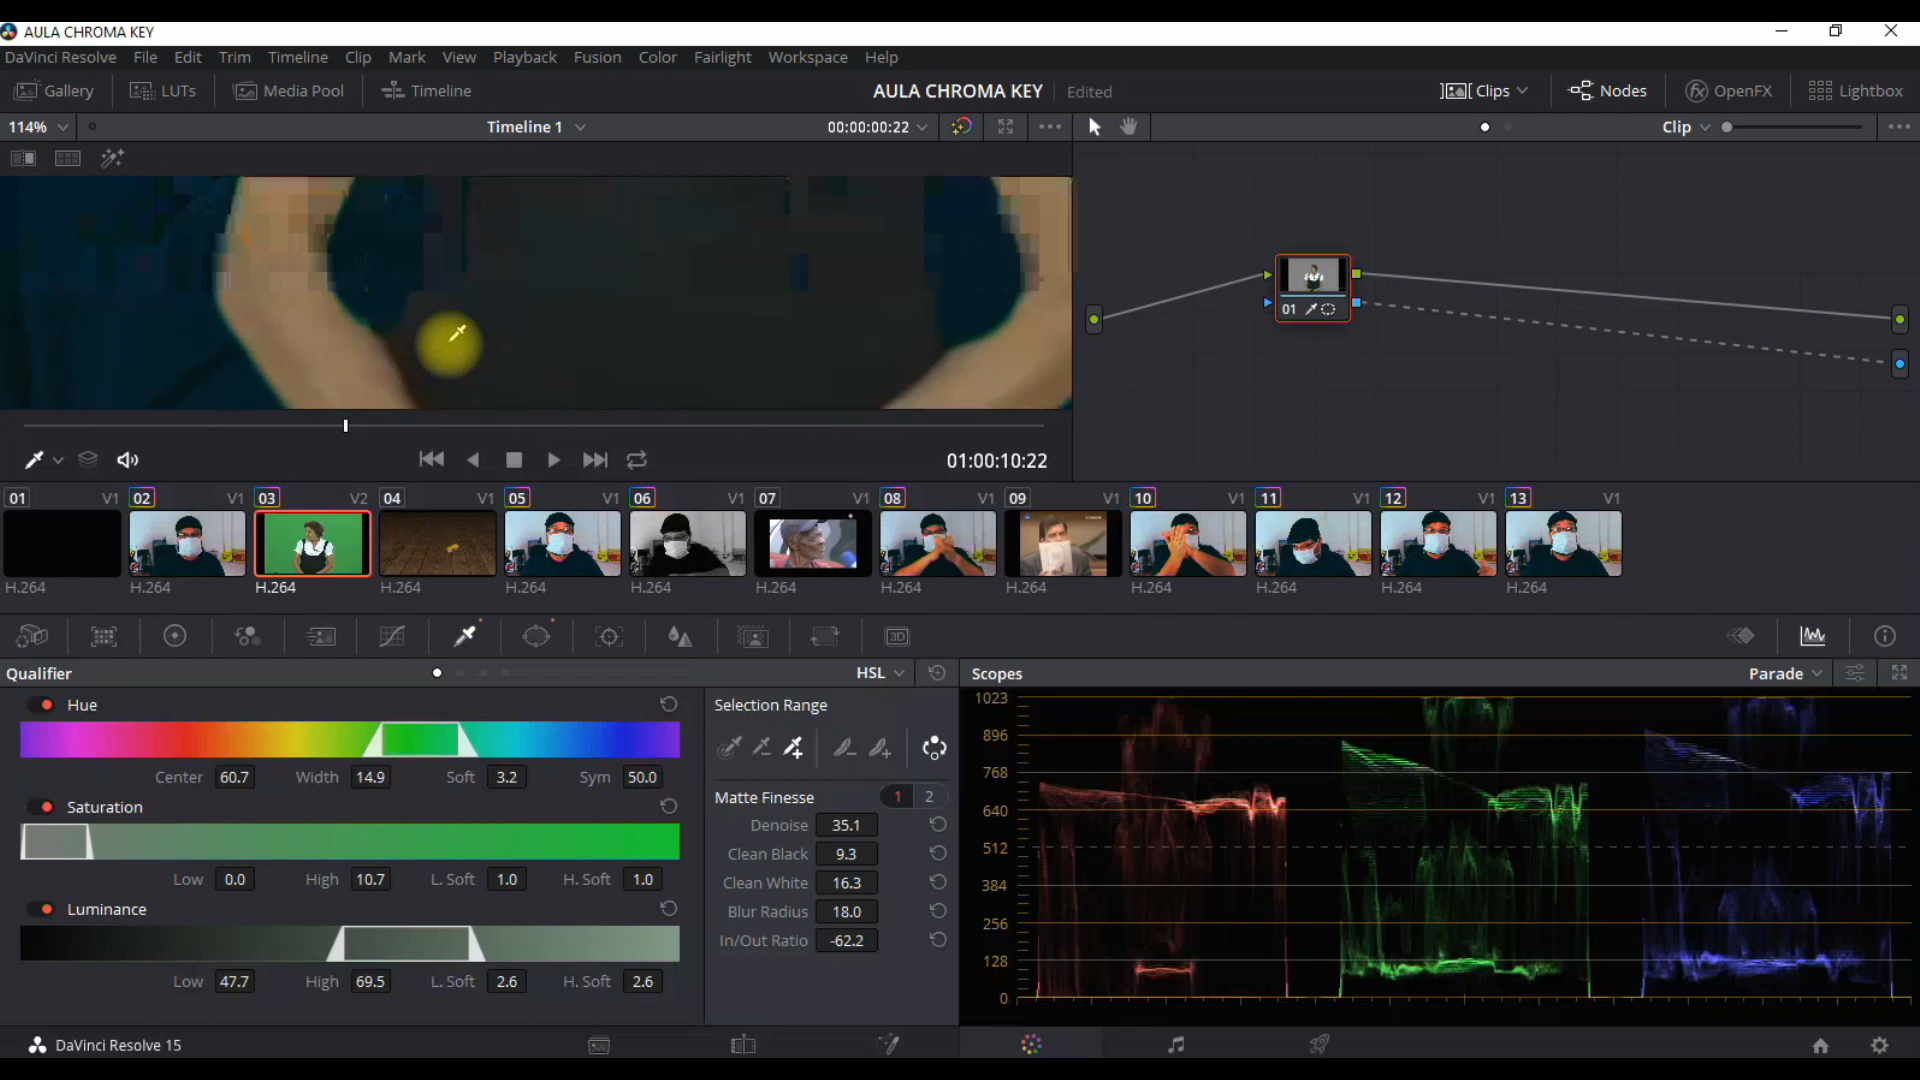 AULA CHROMA KEY
DaVinci Resolve File Edit Trim Timeline Clip Mark View Playback Fusion Color Fairlight Workspace Help
Gallery LUTs Media Pool Timeline AULA CHROMA KEY Edited Clips Nodes OpenFX Lightbox
114% Timeline 1 00:00:00:22 Clip
01
01:00:10:22
01 V1 02 V1 03 V2 04 V1 05 V1 06 V1 07 V1 08 V1 09 V1 10 V1 11 V1 12 V1 13 V1
H.264 H.264 H.264 H.264 H.264 H.264 H.264 H.264 H.264 H.264 H.264 H.264 H.264
3D
Qualifier HSL Scopes Parade
Hue Selection Range
Center 60.7 Width 14.9 Soft 3.2 Sym 50.0
Saturation
Low 0.0 High 10.7 L. Soft 1.0 H. Soft 1.0
Luminance
Low 47.7 High 69.5 L. Soft 2.6 H. Soft 2.6
Matte Finesse 1 2
Denoise 35.1
Clean Black 9.3
Clean White 16.3
Blur Radius 18.0
In/Out Ratio -62.2
1023
896
768
640
512
384
256
128
0
DaVinci Resolve 15